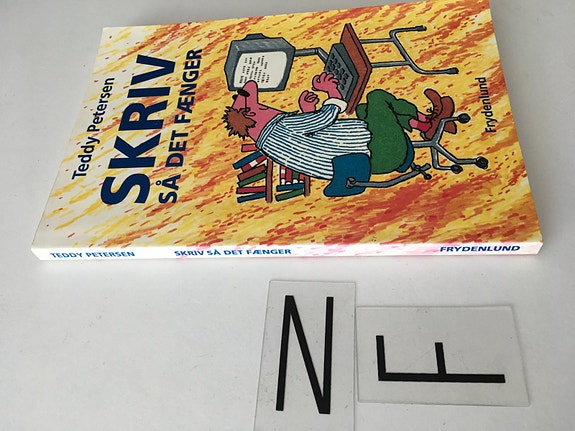 Teddy Petersen
SKRIV
SÅ DET FÆNGER
Frydenlund
TEDDY PETERSEN SKRIV SÅ DET FÆNGER FRYDENLUND
N F